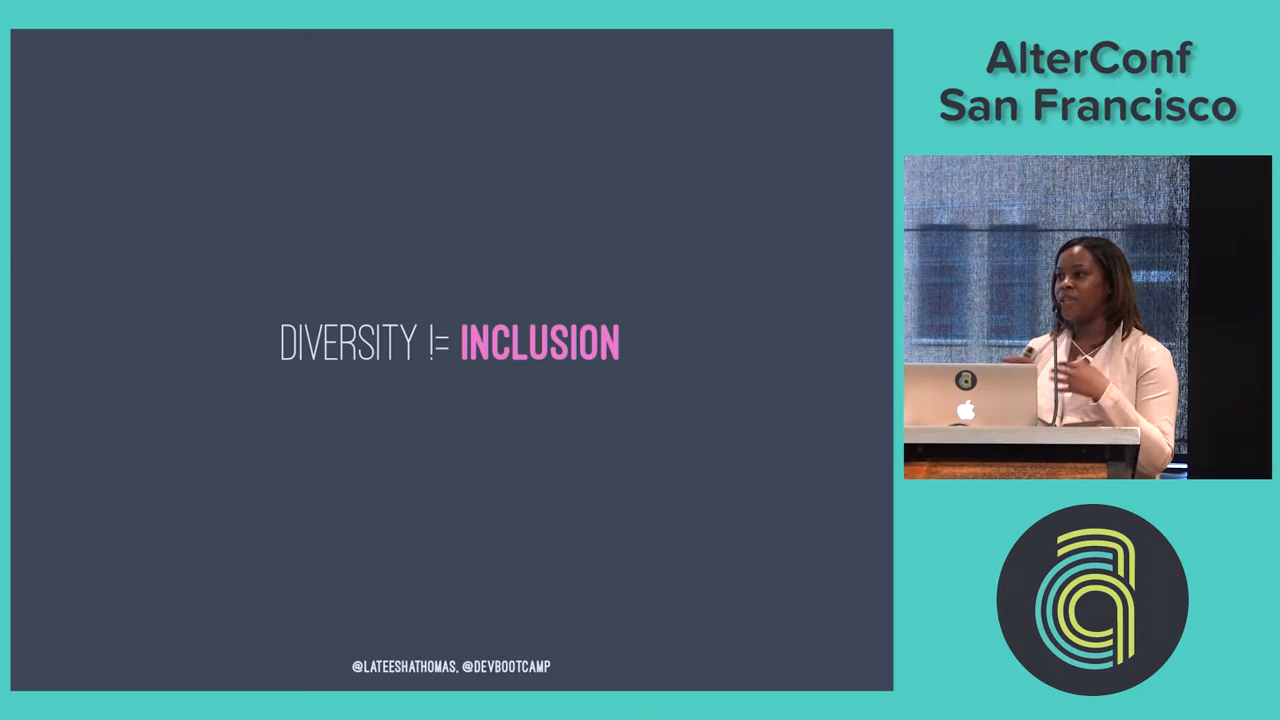 AlterConf
San Francisco
DIVERSITY != INCLUSION
@LATEESHATHOMAS, @DEVBOOTCAMP